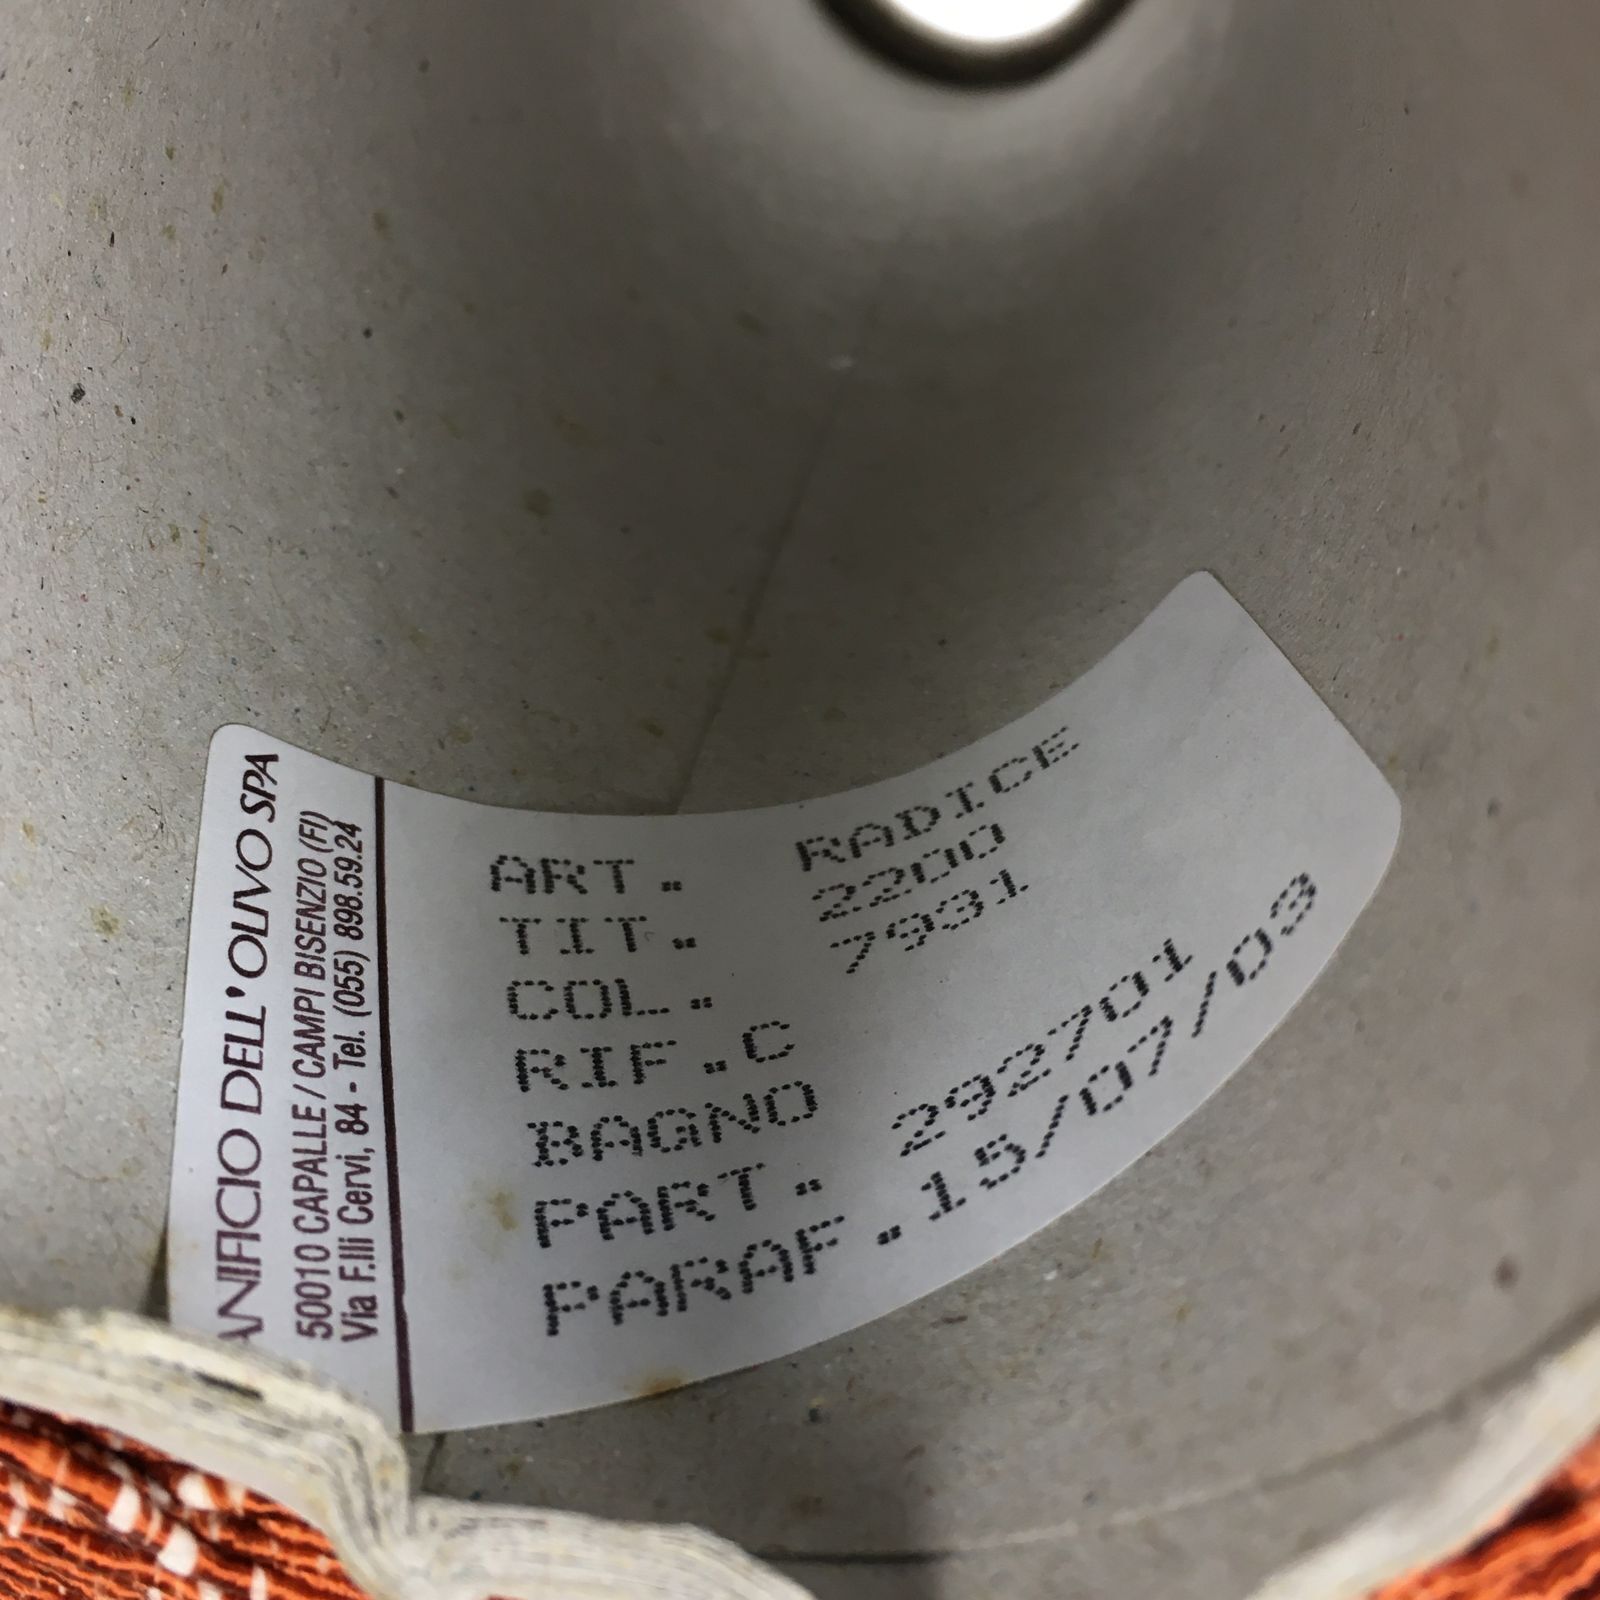 ANIFICIO DELL'OLIVO SPA
50010 CAPALLE / CAMPI BISENZIO (FI)
Via F.lli Cervi, 84 - Tel. (055) 898.59.24
ART. RADICE
TIT. 2200
COL. 7931
RIF.C
BAGNO
PART. 292701
PARAF.15/07/03